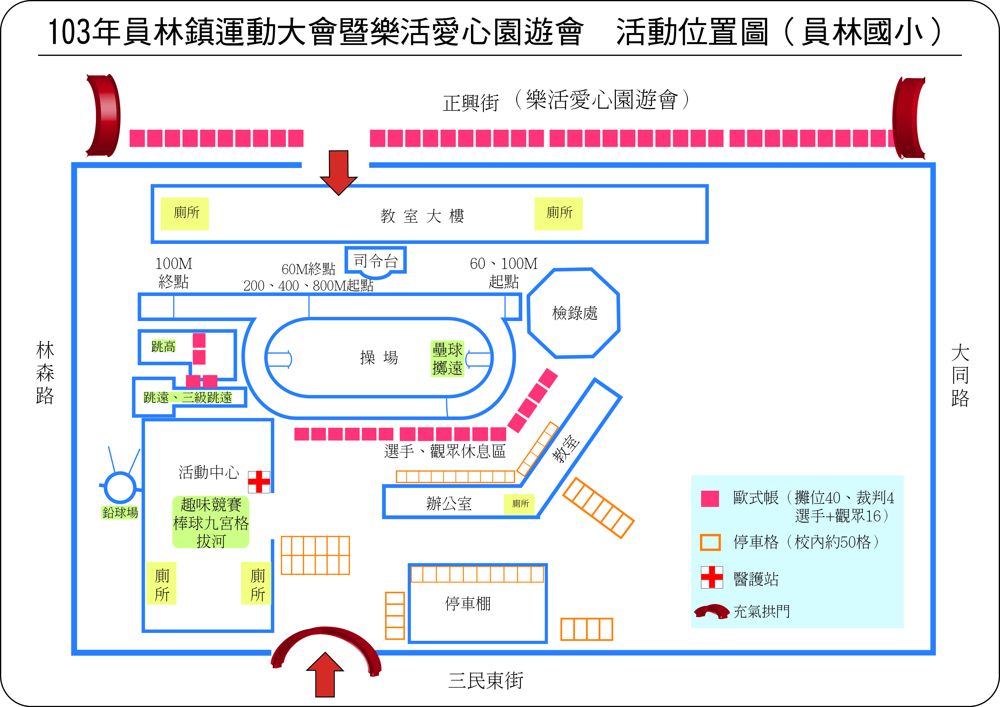 103年員林鎮運動大會暨樂活愛心園遊會　活動位置圖（員林國小）
正興街（樂活愛心園遊會）
廁所
教室大樓
廁所
司令台
100M
終點
60M終點
200、400、800M起點
60、100M
起點
檢錄處
跳高
操場
壘球
擲遠
林森路
大同路
跳遠、三級跳遠
選手、觀眾休息區
教室
活動中心
鉛球場
趣味競賽
棒球九宮格
拔河
辦公室
廁所
廁所
廁所
停車棚
歐式帳（攤位40、裁判4
選手+觀眾16）
停車格（校內約50格）
醫護站
充氣拱門
三民東街